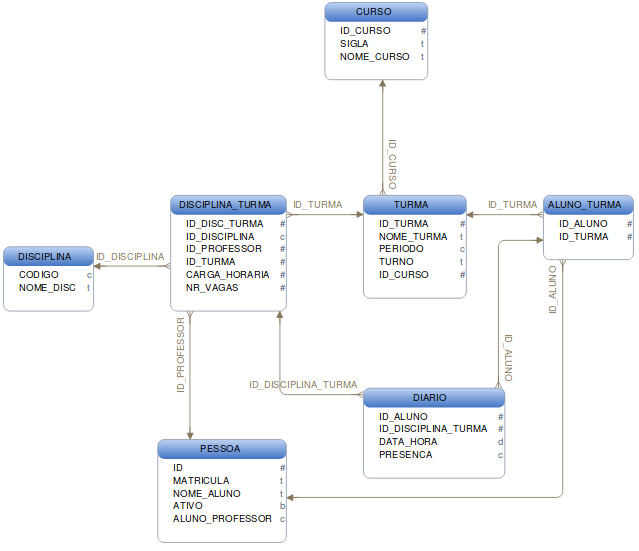 CURSO
ID_CURSO #
SIGLA t
NOME_CURSO t
ID_CURSO
DISCIPLINA_TURMA
ID_DISC_TURMA #
ID_DISCIPLINA c
ID_PROFESSOR #
ID_TURMA #
CARGA_HORARIA #
NR_VAGAS #
ID_TURMA
TURMA
ID_TURMA #
NOME_TURMA t
PERIODO c
TURNO t
ID_CURSO #
ID_TURMA
ALUNO_TURMA
ID_ALUNO #
ID_TURMA #
DISCIPLINA
CODIGO c
NOME_DISC t
ID_DISCIPLINA
ID_PROFESSOR
ID_DISCIPLINA_TURMA
ID_ALUNO
ID_ALUNO
DIARIO
ID_ALUNO #
ID_DISCIPLINA_TURMA #
DATA_HORA d
PRESENCA c
PESSOA
ID #
MATRICULA t
NOME_ALUNO t
ATIVO b
ALUNO_PROFESSOR c